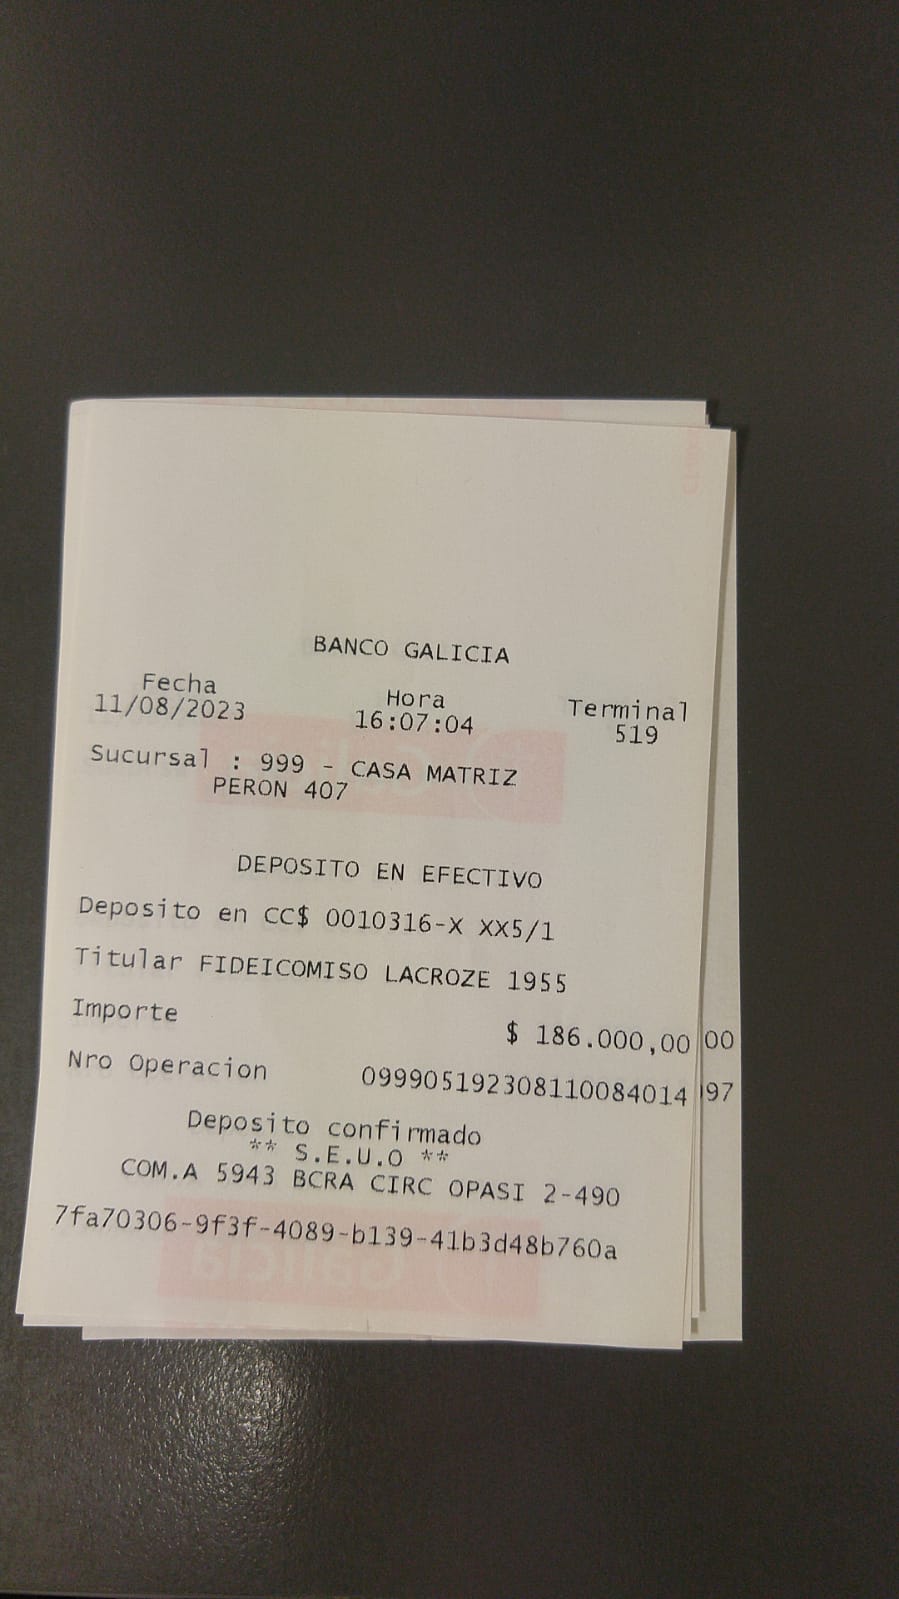 BANCO GALICIA
Fecha Hora Terminal
11/08/2023 16:07:04 519
Sucursal : 999 - CASA MATRIZ
PERON 407
DEPOSITO EN EFECTIVO
Deposito en CC$ 0010316-X XX5/1
Titular FIDEICOMISO LACROZE 1955
Importe $ 186.000,00 00
Nro Operacion 099905192308110084014 97
Deposito confirmado
** S.E.U.O **
COM.A 5943 BCRA CIRC OPASI 2-490
7fa70306-9f3f-4089-b139-41b3d48b760a
Galicia